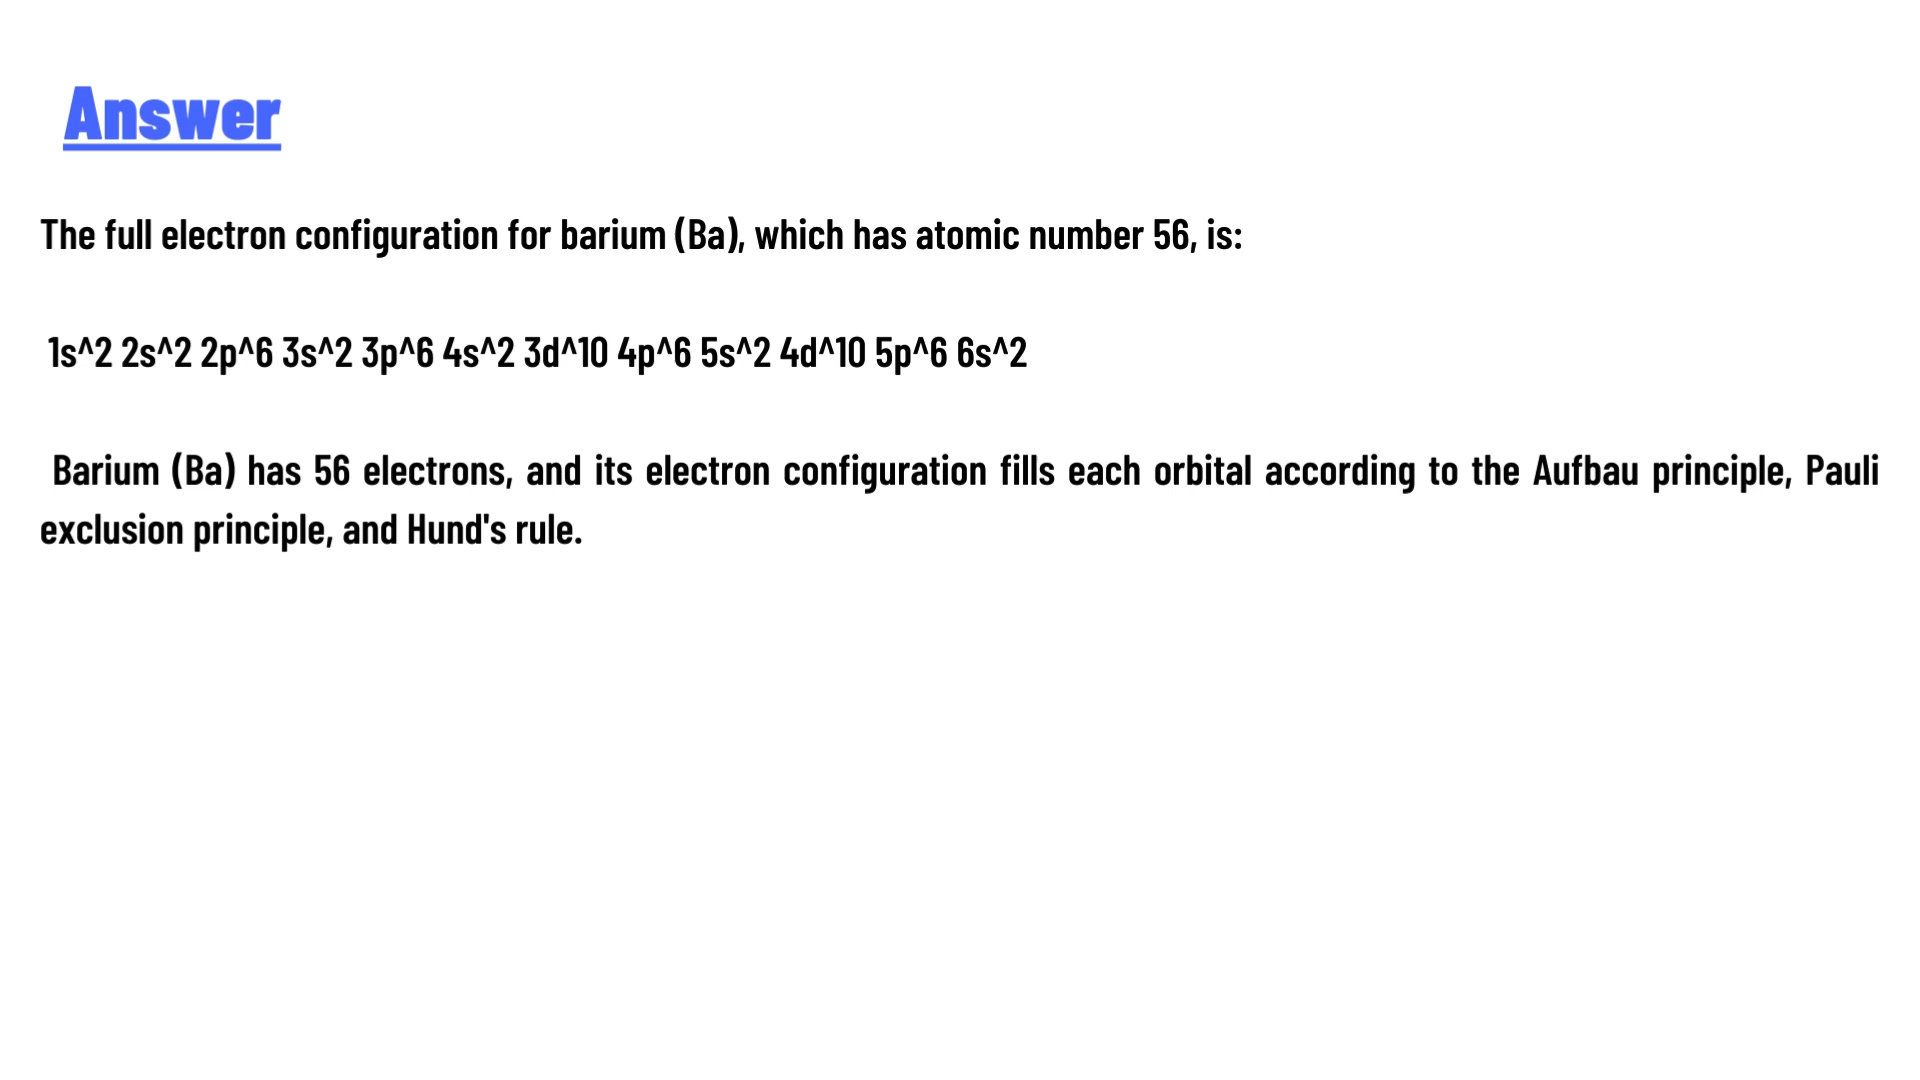 Answer
The full electron configuration for barium (Ba), which has atomic number 56, is:
1s^2 2s^2 2p^6 3s^2 3p^6 4s^2 3d^10 4p^6 5s^2 4d^10 5p^6 6s^2
Barium (Ba) has 56 electrons, and its electron configuration fills each orbital according to the Aufbau principle, Pauli
exclusion principle, and Hund's rule.